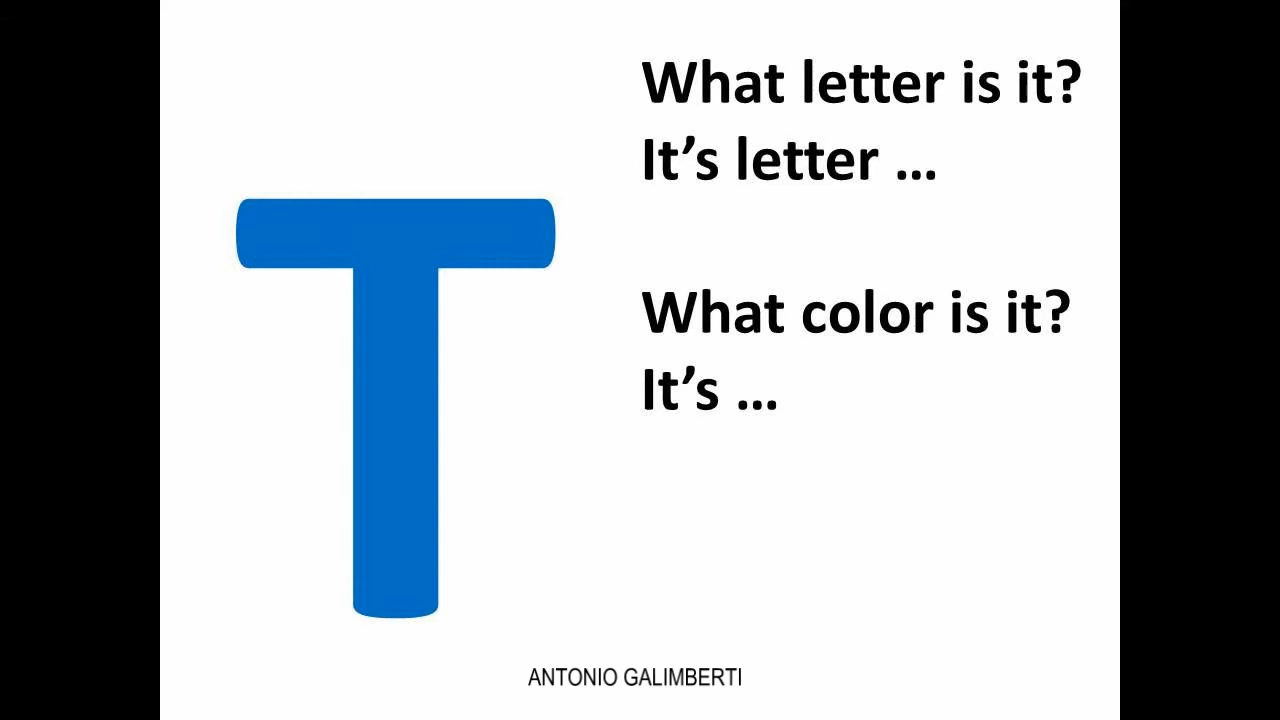 T
What letter is it?
It’s letter ...
What color is it?
It’s ...
ANTONIO GALIMBERTI